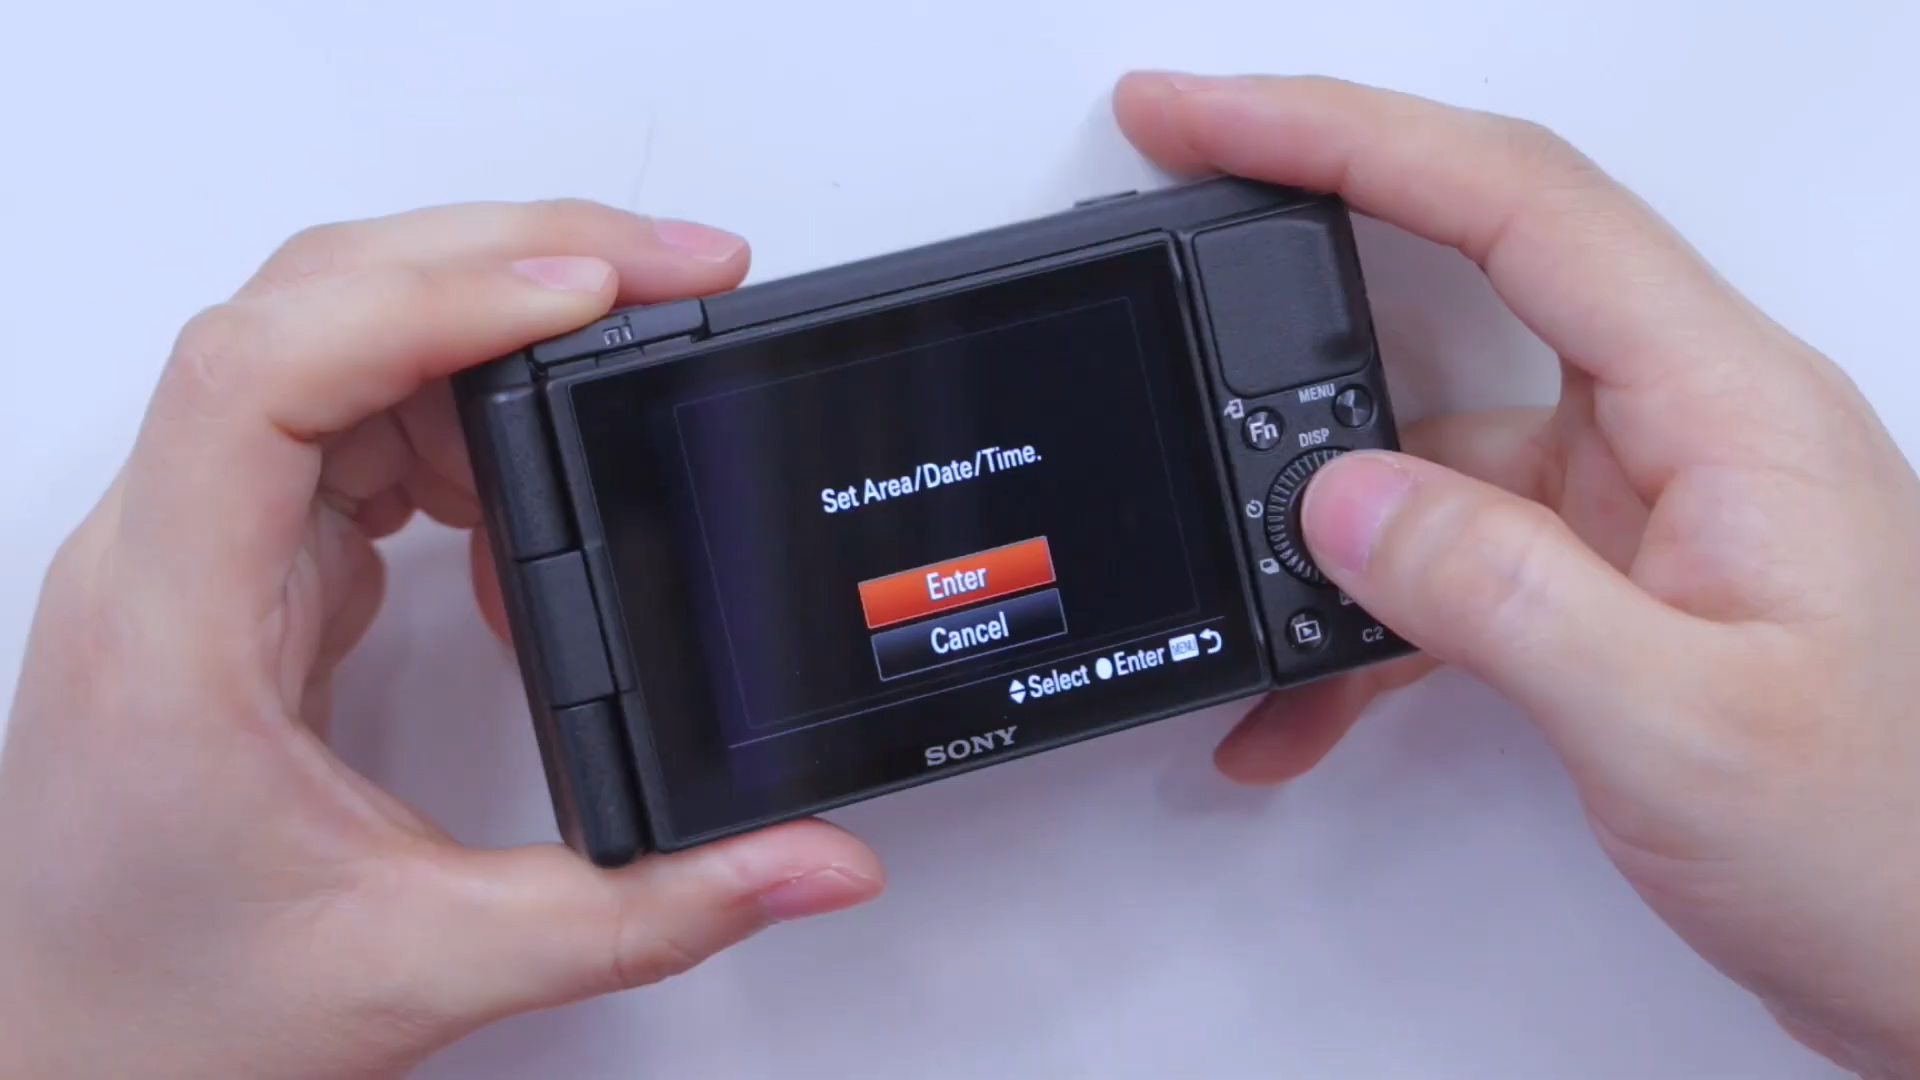 Set Area/Date/Time.
Enter
Cancel
Select Enter MENU
SONY
MENU
Fn
DISP
C2